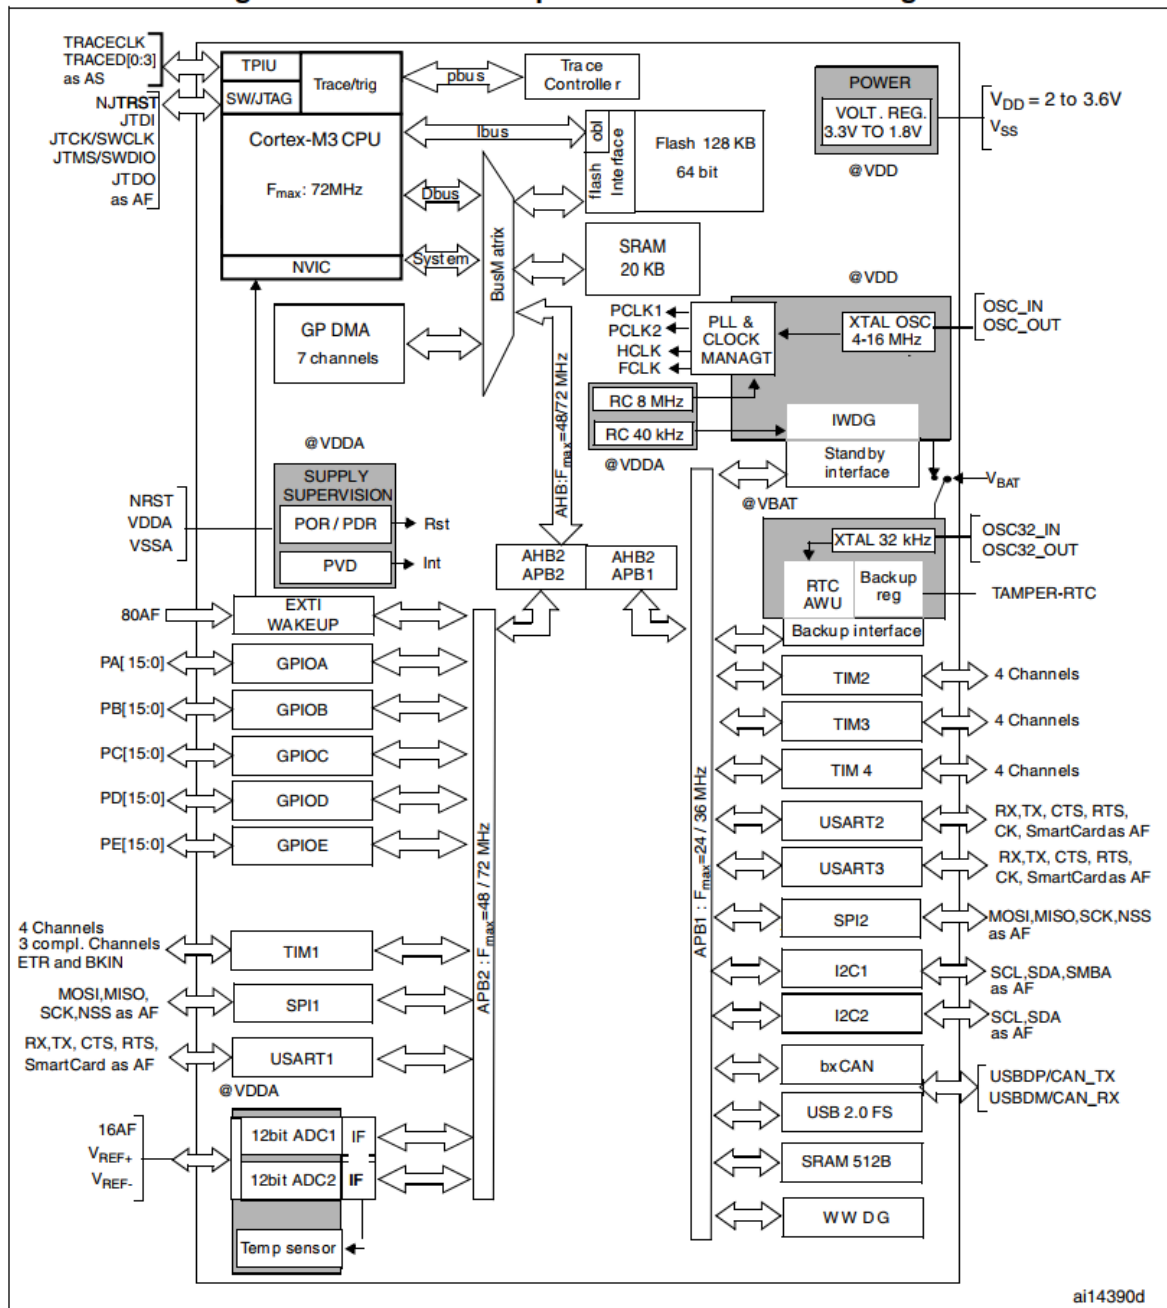 TRACECLK
TRACED[0:3]
as AS
NJTRST
JTDI
JTCK/SWCLK
JTMS/SWDIO
JTDO
as AF
TPIU
SW/JTAG
Trace/trig
Cortex-M3 CPU
Fmax: 72MHz
NVIC
pbus
Trace
Controller
Ibus
Dbus
System
BusMatrix
flash obl
Interface
Flash 128 KB
64 bit
SRAM
20 KB
POWER
VOLT. REG.
3.3V TO 1.8V
@VDD
VDD = 2 to 3.6V
VSS
GP DMA
7 channels
AHB:Fmax=48/72 MHz
PCLK1
PCLK2
HCLK
FCLK
PLL &
CLOCK
MANAGT
@VDD
XTAL OSC
4-16 MHz
OSC_IN
OSC_OUT
RC 8 MHz
RC 40 kHz
@VDDA
IWDG
Standby
interface
@VBAT
VBAT
XTAL 32 kHz
OSC32_IN
OSC32_OUT
RTC
AWU
Backup
reg
TAMPER-RTC
Backup interface
@VDDA
SUPPLY
SUPERVISION
NRST
VDDA
VSSA
POR / PDR
Rst
PVD
Int
AHB2
APB2
AHB2
APB1
80AF
EXTI
WAKEUP
PA[15:0]
GPIOA
PB[15:0]
GPIOB
PC[15:0]
GPIOC
PD[15:0]
GPIOD
PE[15:0]
GPIOE
4 Channels
3 compl. Channels
ETR and BKIN
TIM1
MOSI,MISO,
SCK,NSS as AF
SPI1
RX,TX, CTS, RTS,
SmartCard as AF
USART1
@VDDA
16AF
VREF+
VREF-
12bit ADC1
IF
12bit ADC2
IF
Temp sensor
APB2 : Fmax=48 / 72 MHz
APB1 : Fmax=24 / 36 MHz
TIM2
4 Channels
TIM3
4 Channels
TIM 4
4 Channels
USART2
RX,TX, CTS, RTS,
CK, SmartCard as AF
USART3
RX,TX, CTS, RTS,
CK, SmartCard as AF
SPI2
MOSI,MISO,SCK,NSS
as AF
I2C1
SCL,SDA,SMBA
as AF
I2C2
SCL,SDA
as AF
bxCAN
USBDP/CAN_TX
USBDM/CAN_RX
USB 2.0 FS
SRAM 512B
WWDG
ai14390d